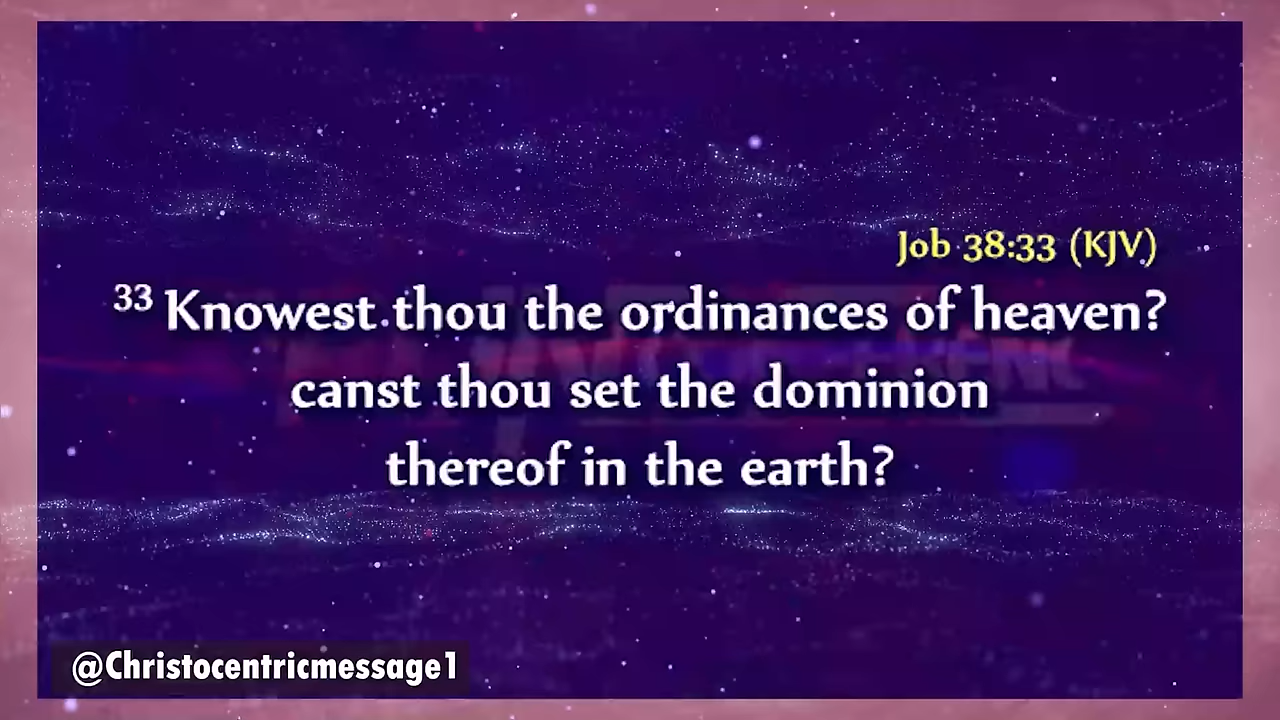 Job 38:33 (KJV)
33 Knowest thou the ordinances of heaven?
canst thou set the dominion
thereof in the earth?
@Christocentricmessage1